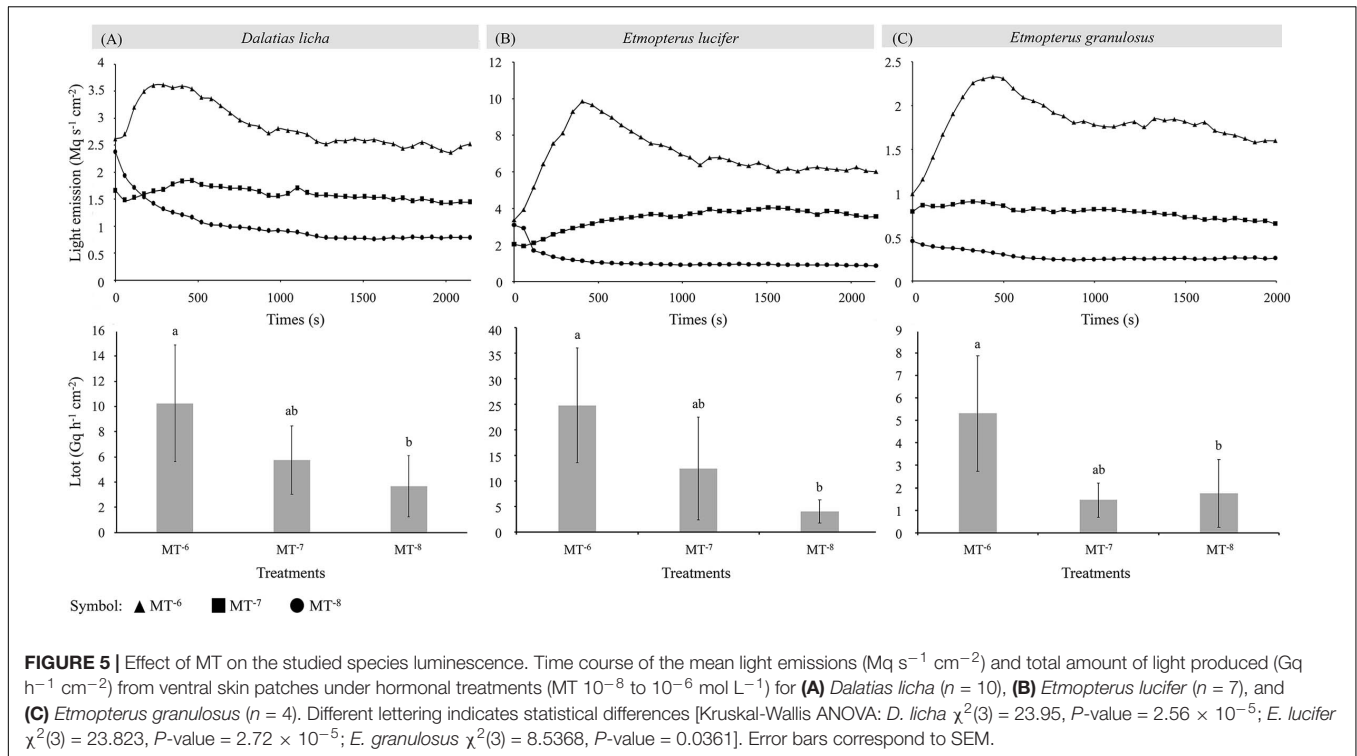 (A) Dalatias licha (B) Etmopterus lucifer (C) Etmopterus granulosus
Light emission (Mq s⁻¹ cm⁻²)
4
3.5
3
2.5
2
1.5
1
0.5
0
0 500 1000 1500 2000
Times (s)
12
10
8
6
4
2
0
0 500 1000 1500 2000
Times (s)
2.5
2
1.5
1
0.5
0
0 500 1000 1500 2000
Times (s)
Ltot (Gq h⁻¹ cm⁻²)
16
14
12
10
8
6
4
2
0
a
ab
b
MT⁻⁶ MT⁻⁷ MT⁻⁸
Treatments
40
35
30
25
20
15
10
5
0
a
ab
b
MT⁻⁶ MT⁻⁷ MT⁻⁸
Treatments
9
8
7
6
5
4
3
2
1
0
a
ab
b
MT⁻⁶ MT⁻⁷ MT⁻⁸
Treatments
Symbol: ▲ MT⁻⁶ ■ MT⁻⁷ ● MT⁻⁸
FIGURE 5 | Effect of MT on the studied species luminescence. Time course of the mean light emissions (Mq s⁻¹ cm⁻²) and total amount of light produced (Gq
h⁻¹ cm⁻²) from ventral skin patches under hormonal treatments (MT 10⁻⁸ to 10⁻⁶ mol L⁻¹) for (A) Dalatias licha (n = 10), (B) Etmopterus lucifer (n = 7), and
(C) Etmopterus granulosus (n = 4). Different lettering indicates statistical differences [Kruskal-Wallis ANOVA: D. licha χ²(3) = 23.95, P-value = 2.56 × 10⁻⁵; E. lucifer
χ²(3) = 23.823, P-value = 2.72 × 10⁻⁵; E. granulosus χ²(3) = 8.5368, P-value = 0.0361]. Error bars correspond to SEM.